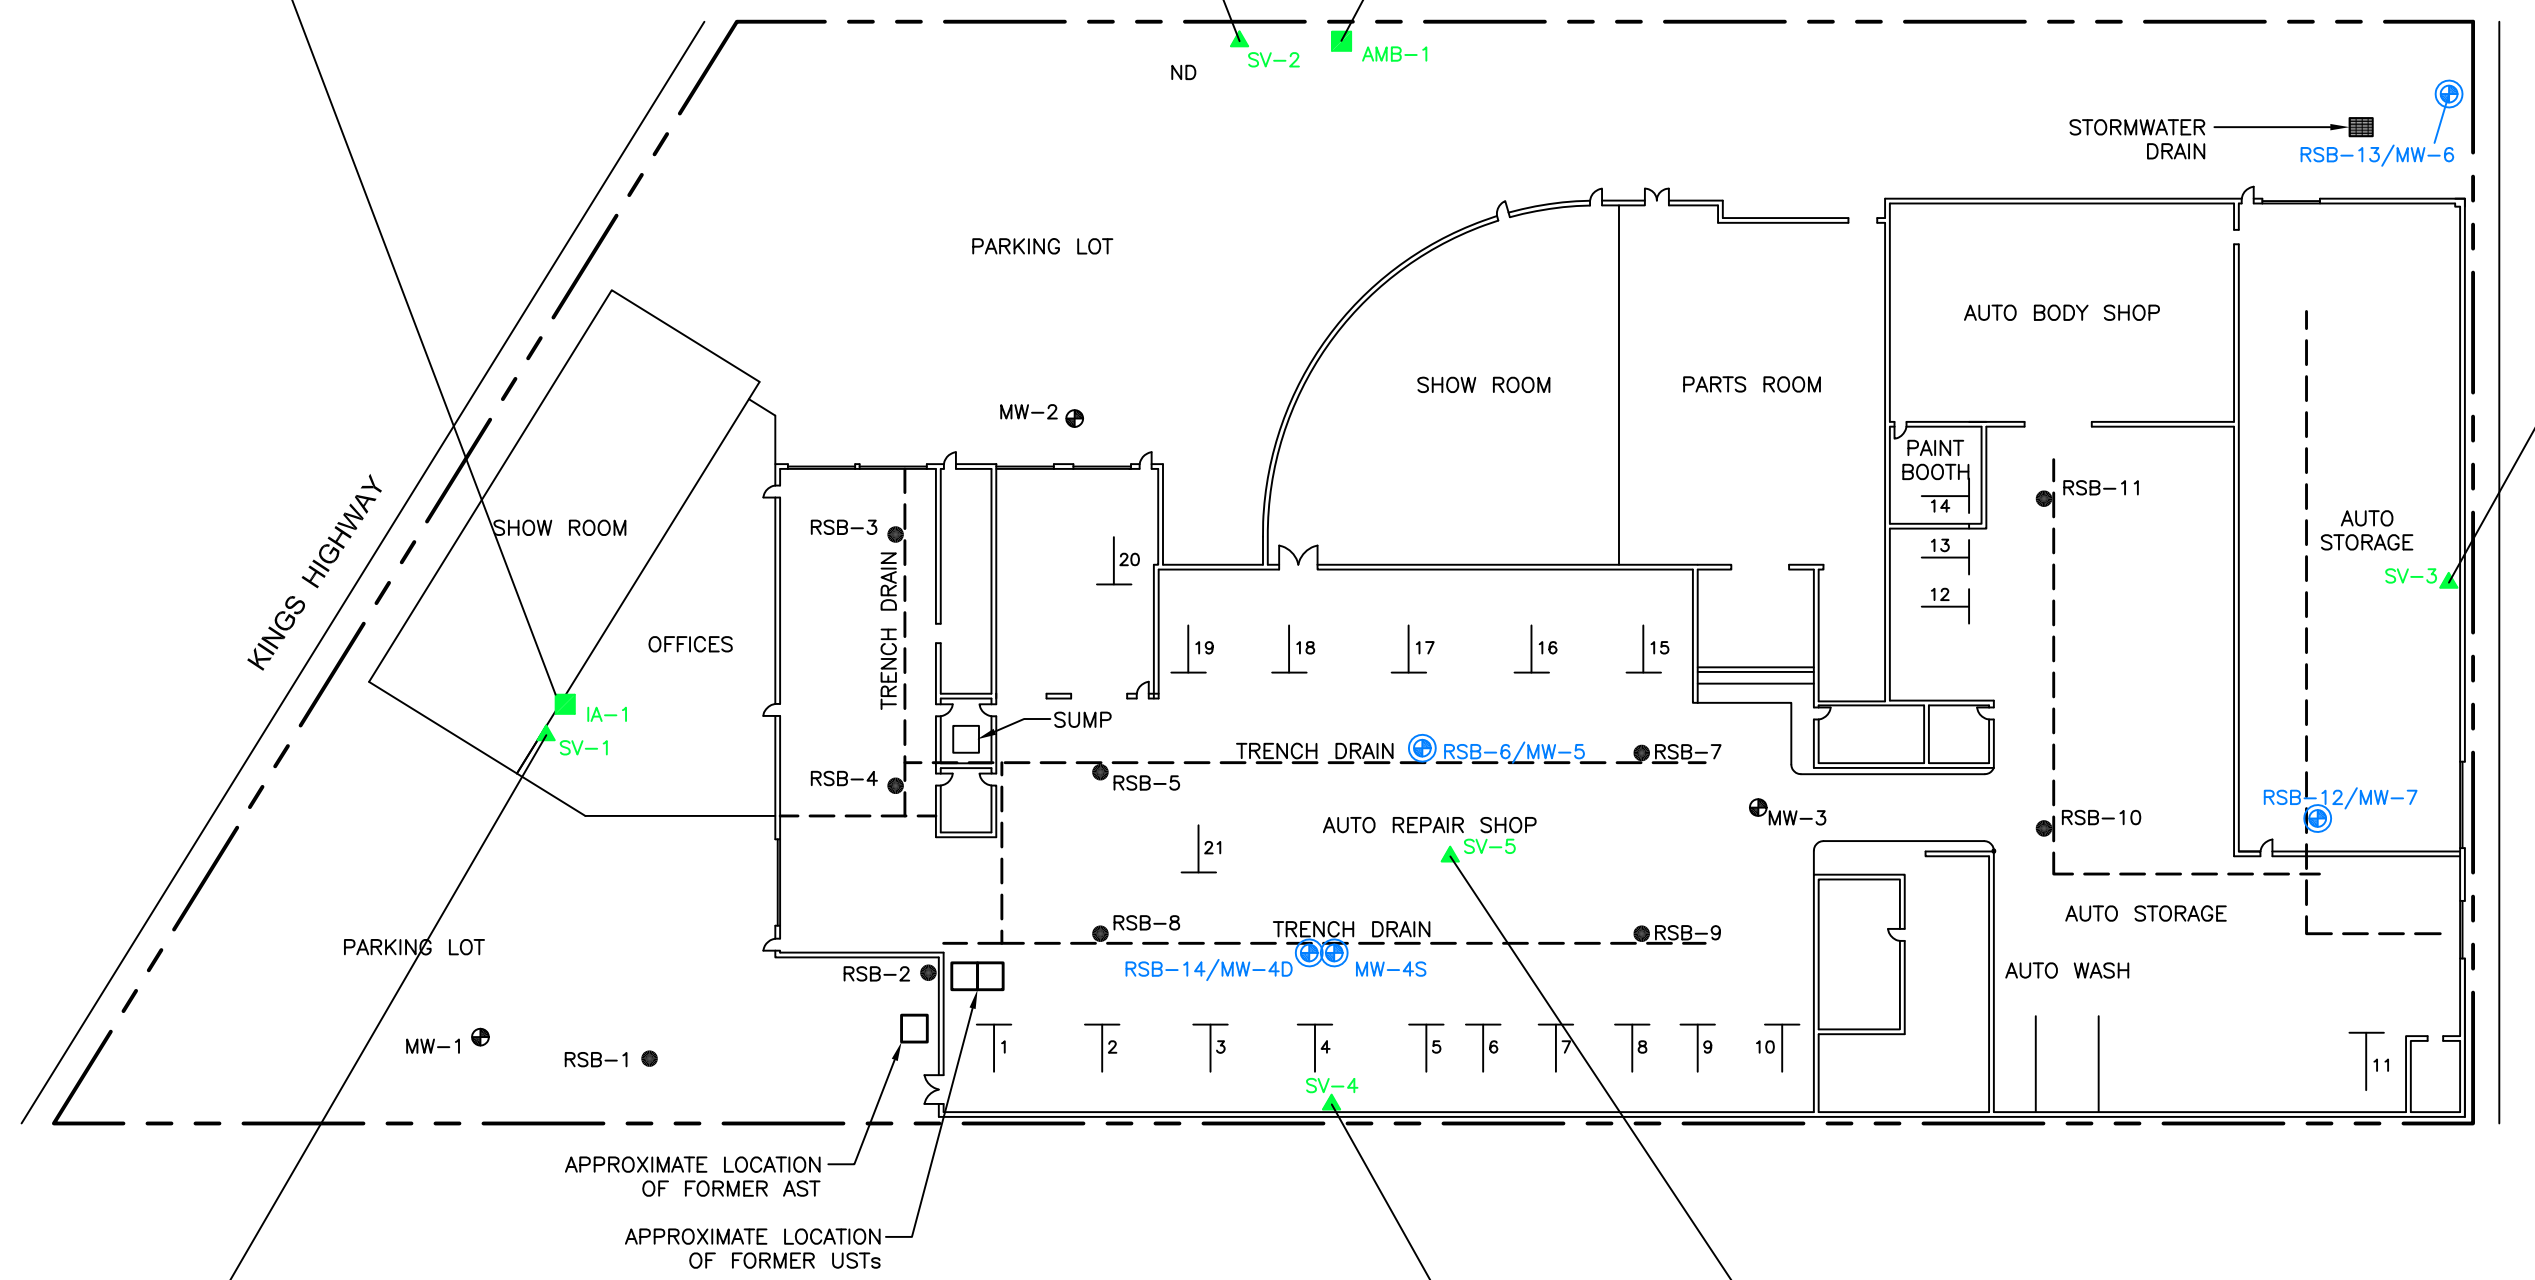 SV-2
AMB-1
ND
STORMWATER
DRAIN
RSB-13/MW-6
PARKING LOT
AUTO BODY SHOP
SHOW ROOM
PARTS ROOM
MW-2
PAINT
BOOTH
14
RSB-11
KINGS HIGHWAY
SHOW ROOM
RSB-3
TRENCH DRAIN
20
13
12
AUTO
STORAGE
SV-3
OFFICES
19
18
17
16
15
IA-1
SV-1
SUMP
TRENCH DRAIN
RSB-6/MW-5
RSB-7
RSB-4
RSB-5
RSB-12/MW-7
MW-3
RSB-10
AUTO REPAIR SHOP
SV-5
21
PARKING LOT
RSB-8
TRENCH DRAIN
RSB-9
AUTO STORAGE
RSB-2
RSB-14/MW-4D
MW-4S
AUTO WASH
MW-1
RSB-1
1
2
3
4
5
6
7
8
9
10
11
SV-4
APPROXIMATE LOCATION
OF FORMER AST
APPROXIMATE LOCATION
OF FORMER USTs